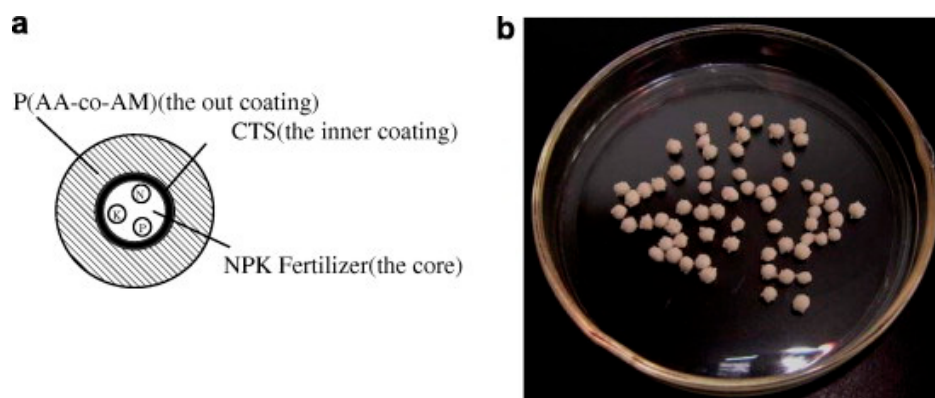 a
b
P(AA-co-AM)(the out coating)
CTS(the inner coating)
N
K
P
NPK Fertilizer(the core)